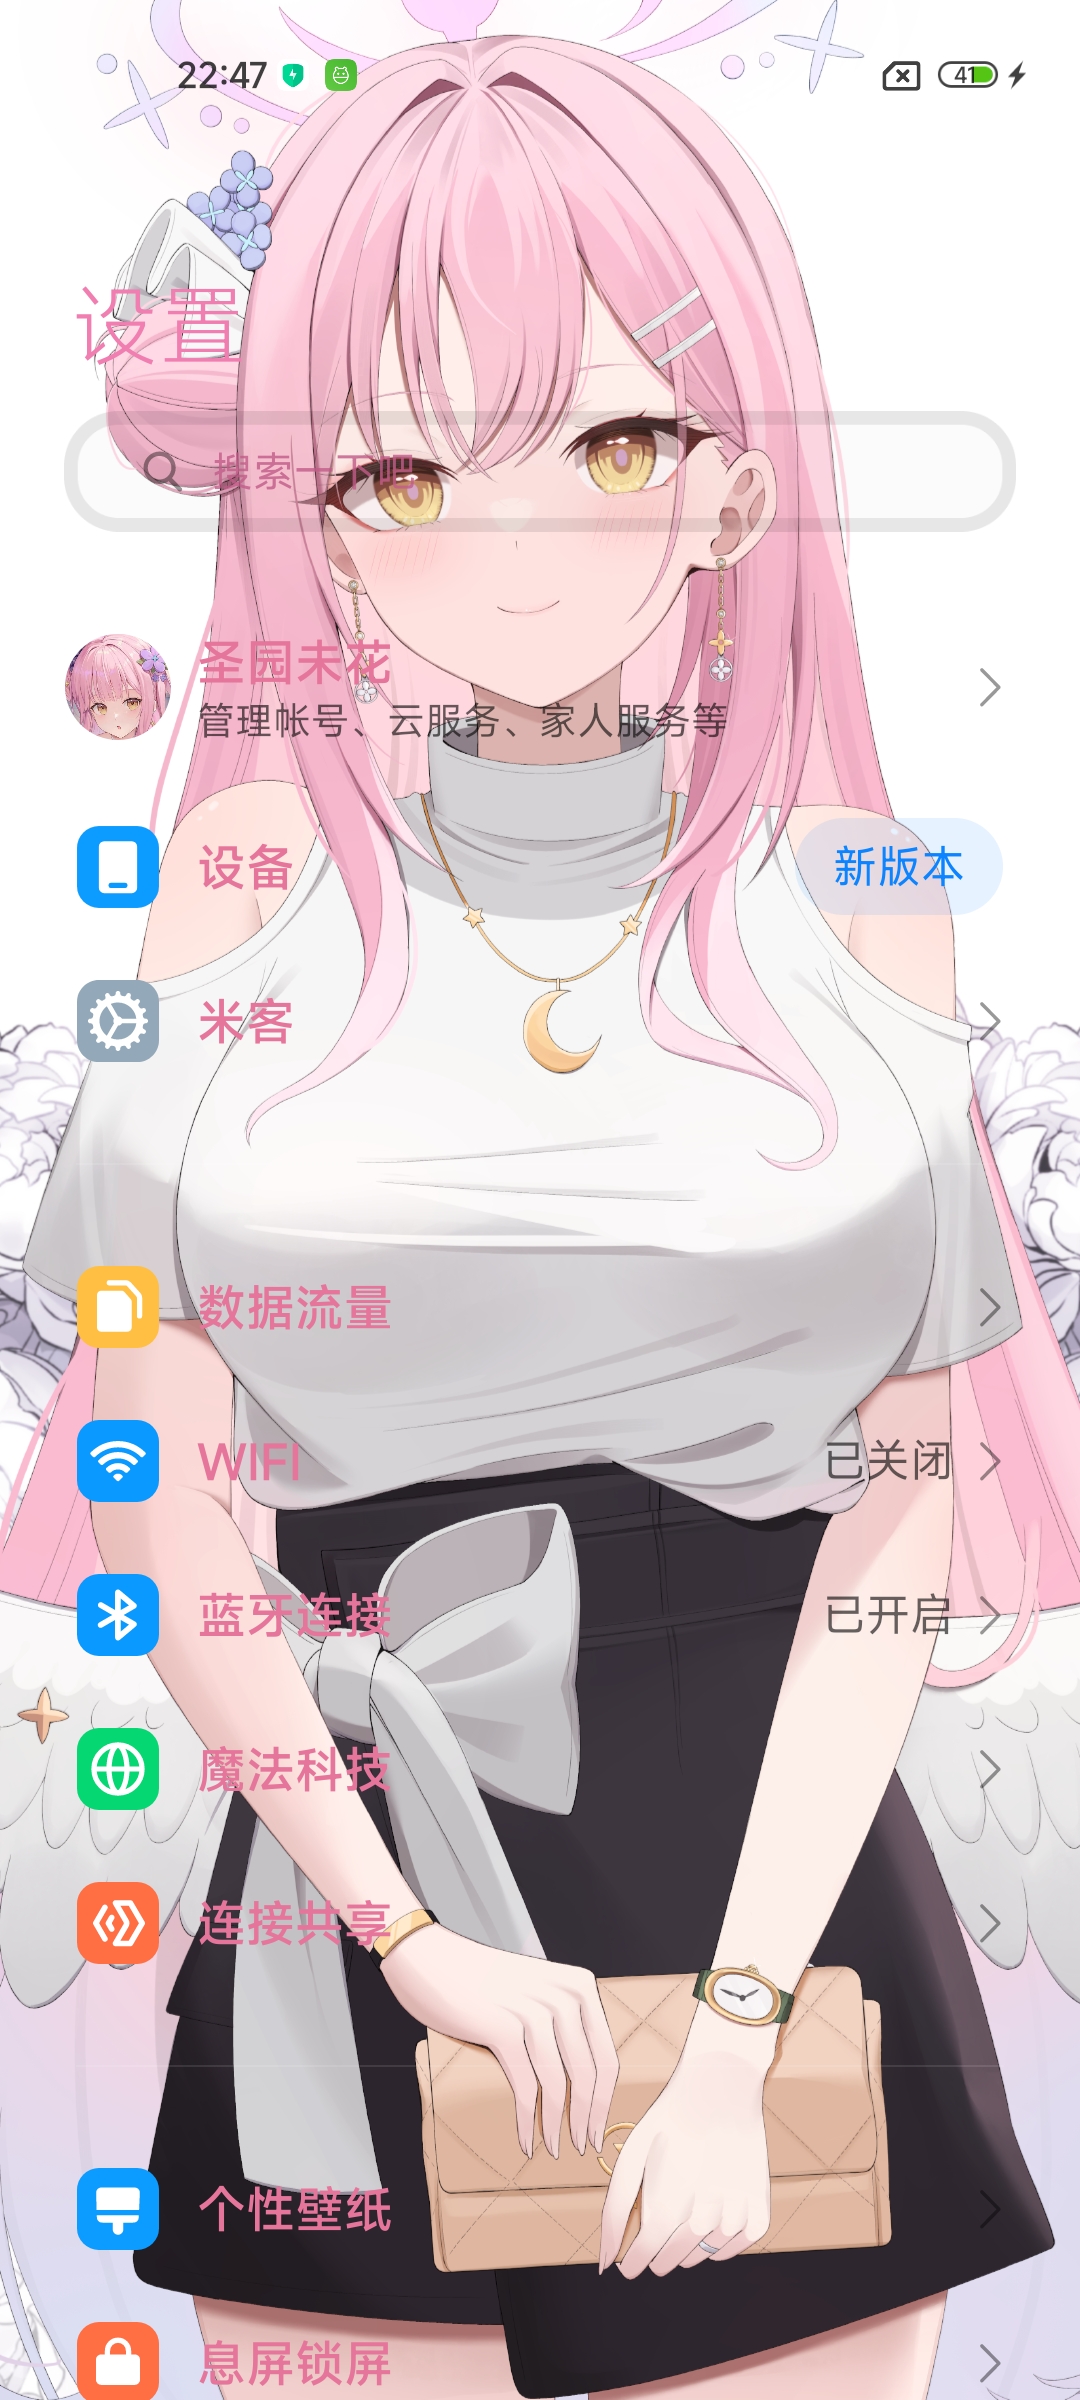 22:47
41
设置
搜索一下吧
圣园未花
管理帐号、云服务、家人服务等
设备
新版本
米客
数据流量
WIFI
已关闭
蓝牙连接
已开启
魔法科技
连接共享
个性壁纸
息屏锁屏